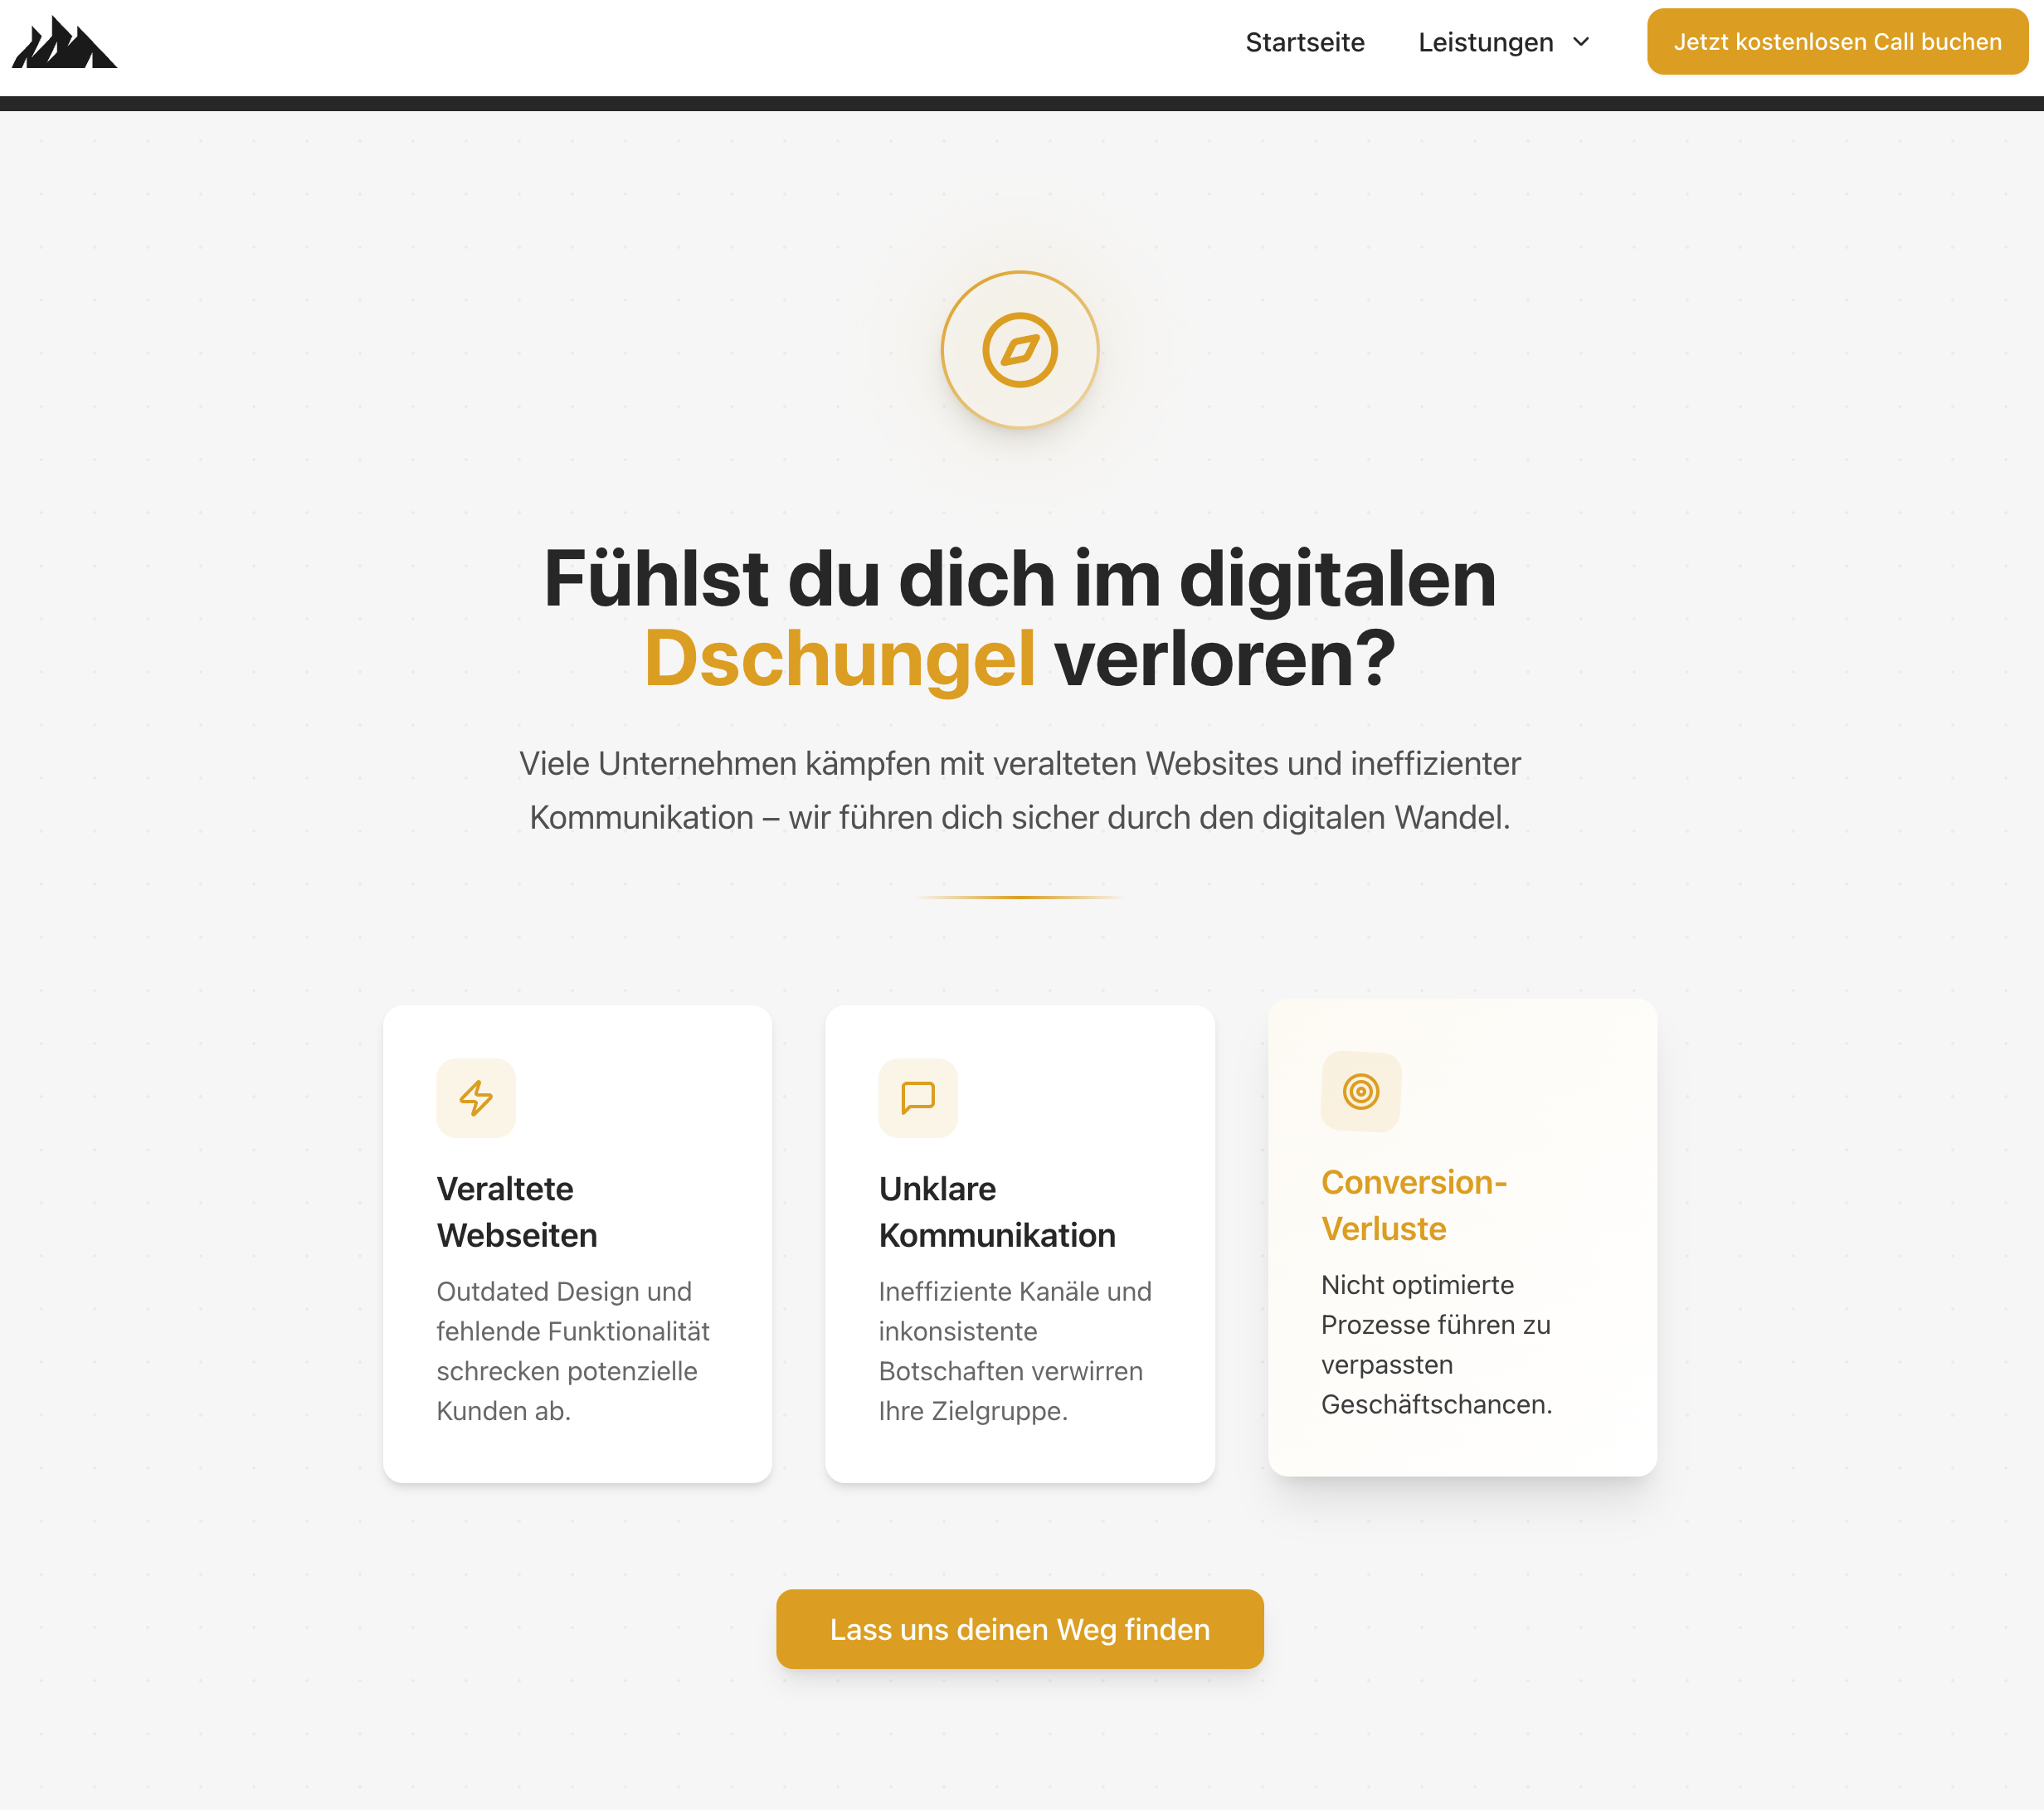 Startseite
Leistungen
Jetzt kostenlosen Call buchen
Fühlst du dich im digitalen
Dschungel verloren?
Viele Unternehmen kämpfen mit veralteten Websites und ineffizienter
Kommunikation – wir führen dich sicher durch den digitalen Wandel.
Veraltete
Webseiten
Outdated Design und
fehlende Funktionalität
schrecken potenzielle
Kunden ab.
Unklare
Kommunikation
Ineffiziente Kanäle und
inkonsistente
Botschaften verwirren
Ihre Zielgruppe.
Conversion-
Verluste
Nicht optimierte
Prozesse führen zu
verpassten
Geschäftschancen.
Lass uns deinen Weg finden